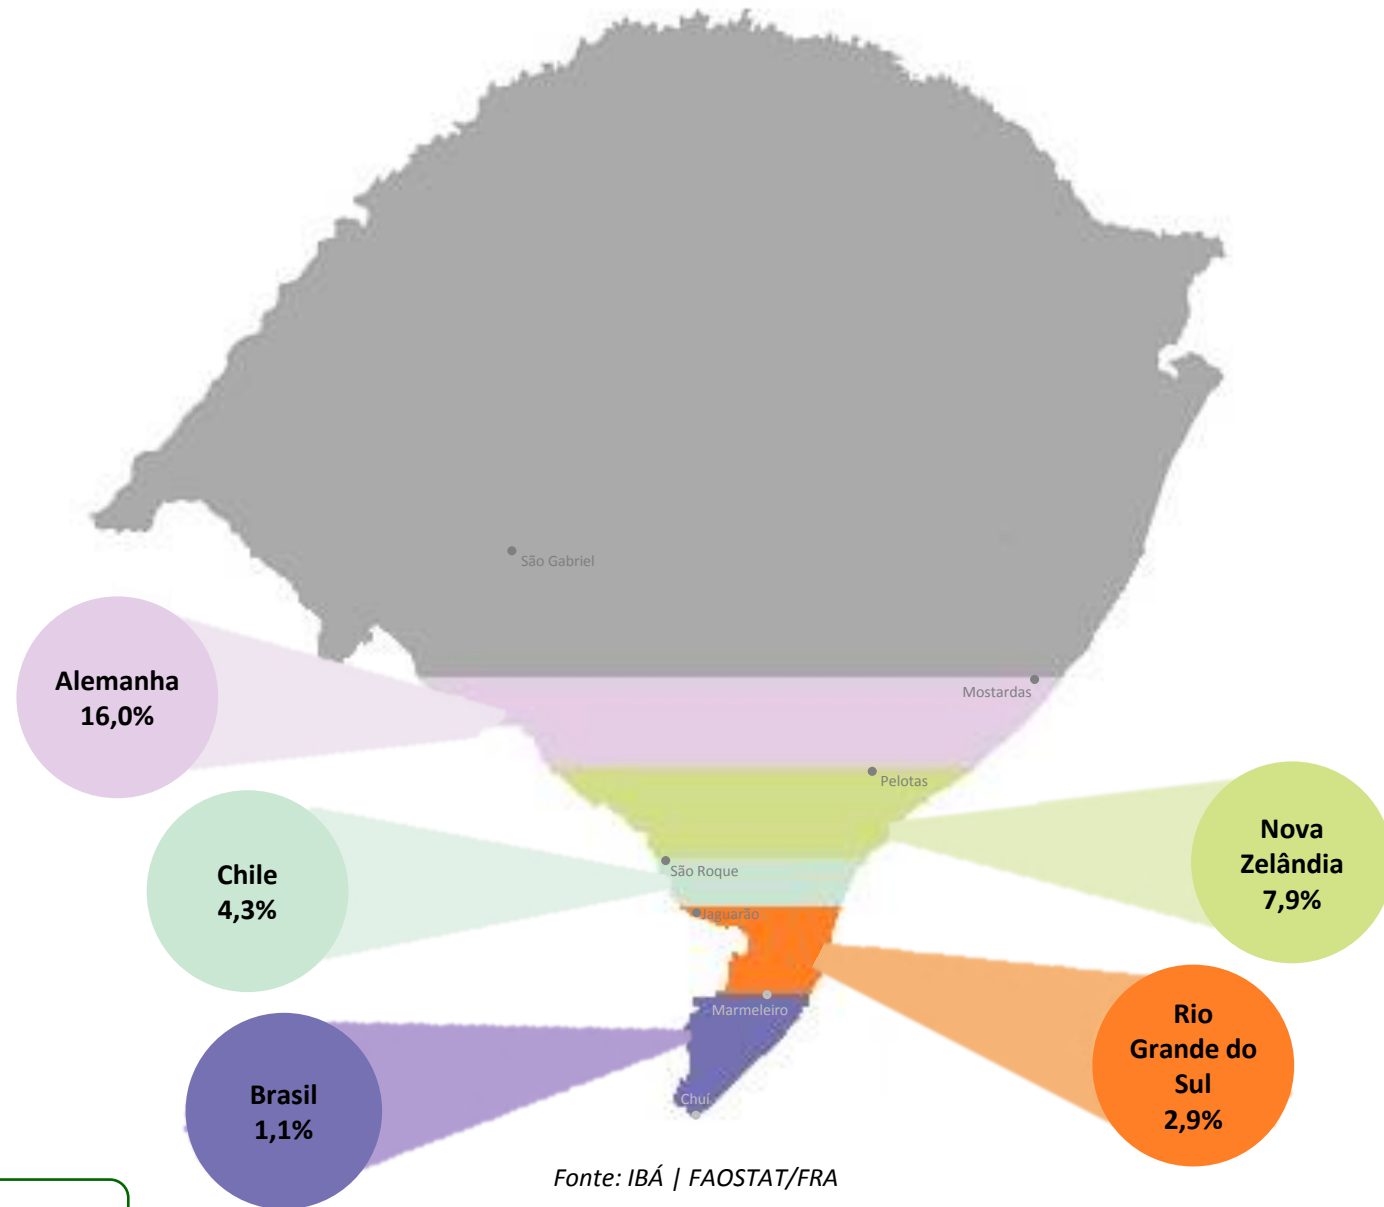 São Gabriel
Alemanha
16,0%
Mostardas
Pelotas
Nova
Zelândia
7,9%
São Roque
Chile
4,3%
Jaguarão
Marmeleiro
Rio
Grande do
Sul
2,9%
Brasil
1,1%
Chuí
Fonte: IBÁ | FAOSTAT/FRA